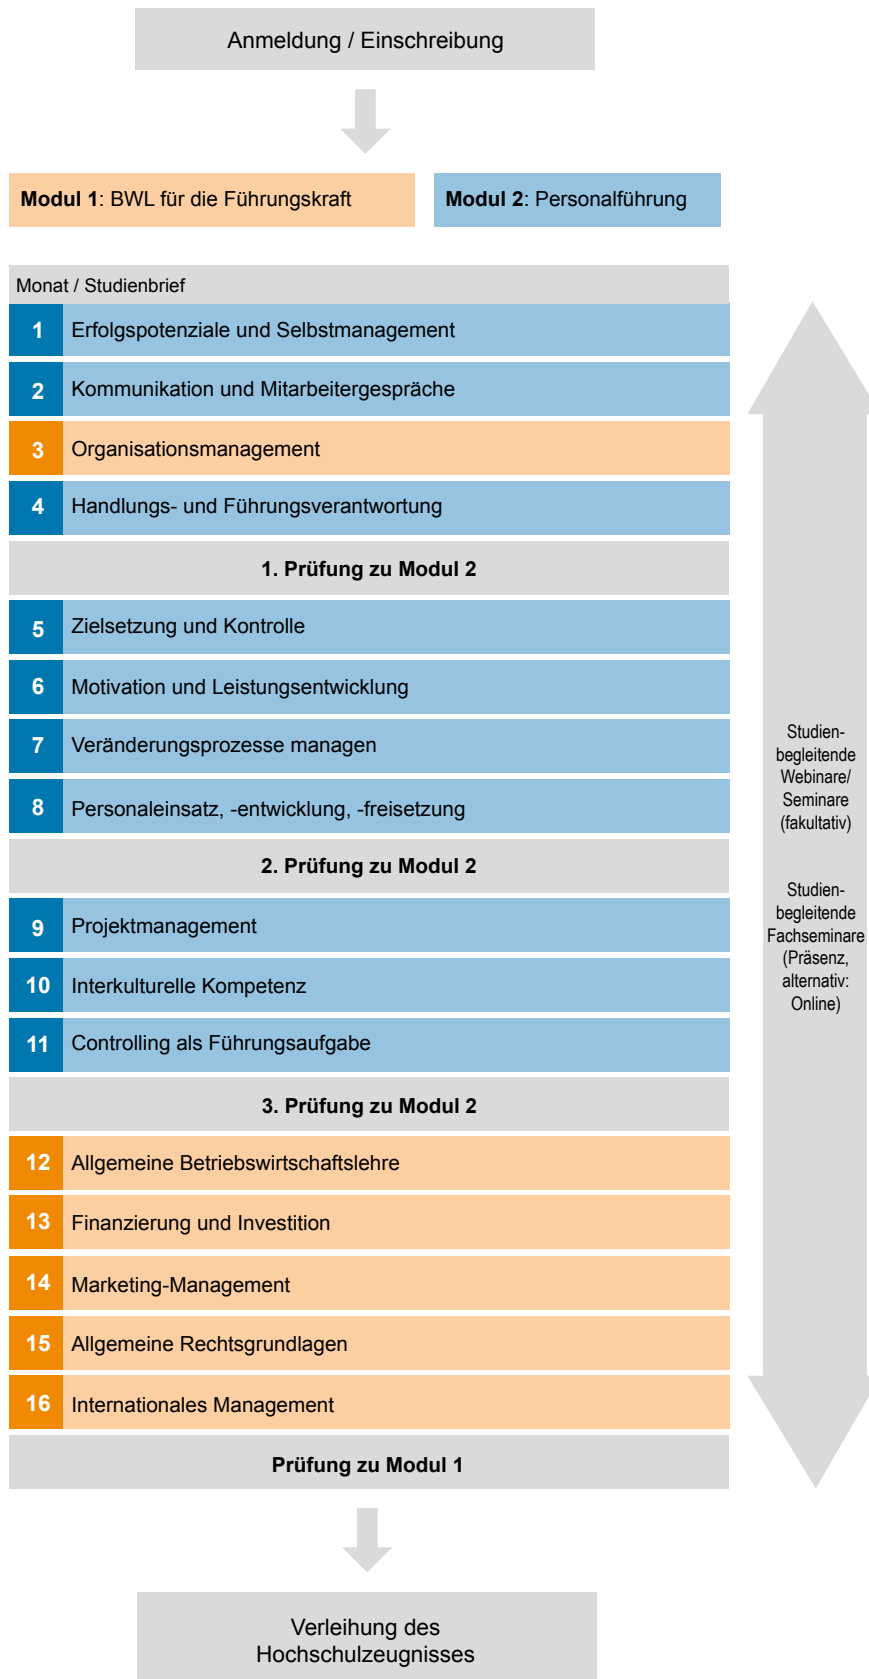 Anmeldung / Einschreibung
Modul 1: BWL für die Führungskraft
Modul 2: Personalführung
Monat / Studienbrief
1 Erfolgspotenziale und Selbstmanagement
2 Kommunikation und Mitarbeitergespräche
3 Organisationsmanagement
4 Handlungs- und Führungsverantwortung
1. Prüfung zu Modul 2
5 Zielsetzung und Kontrolle
6 Motivation und Leistungsentwicklung
7 Veränderungsprozesse managen
8 Personaleinsatz, -entwicklung, -freisetzung
2. Prüfung zu Modul 2
9 Projektmanagement
10 Interkulturelle Kompetenz
11 Controlling als Führungsaufgabe
3. Prüfung zu Modul 2
12 Allgemeine Betriebswirtschaftslehre
13 Finanzierung und Investition
14 Marketing-Management
15 Allgemeine Rechtsgrundlagen
16 Internationales Management
Prüfung zu Modul 1
Studien-
begleitende
Webinare/
Seminare
(fakultativ)
Studien-
begleitende
Fachseminare
(Präsenz,
alternativ:
Online)
Verleihung des
Hochschulzeugnisses